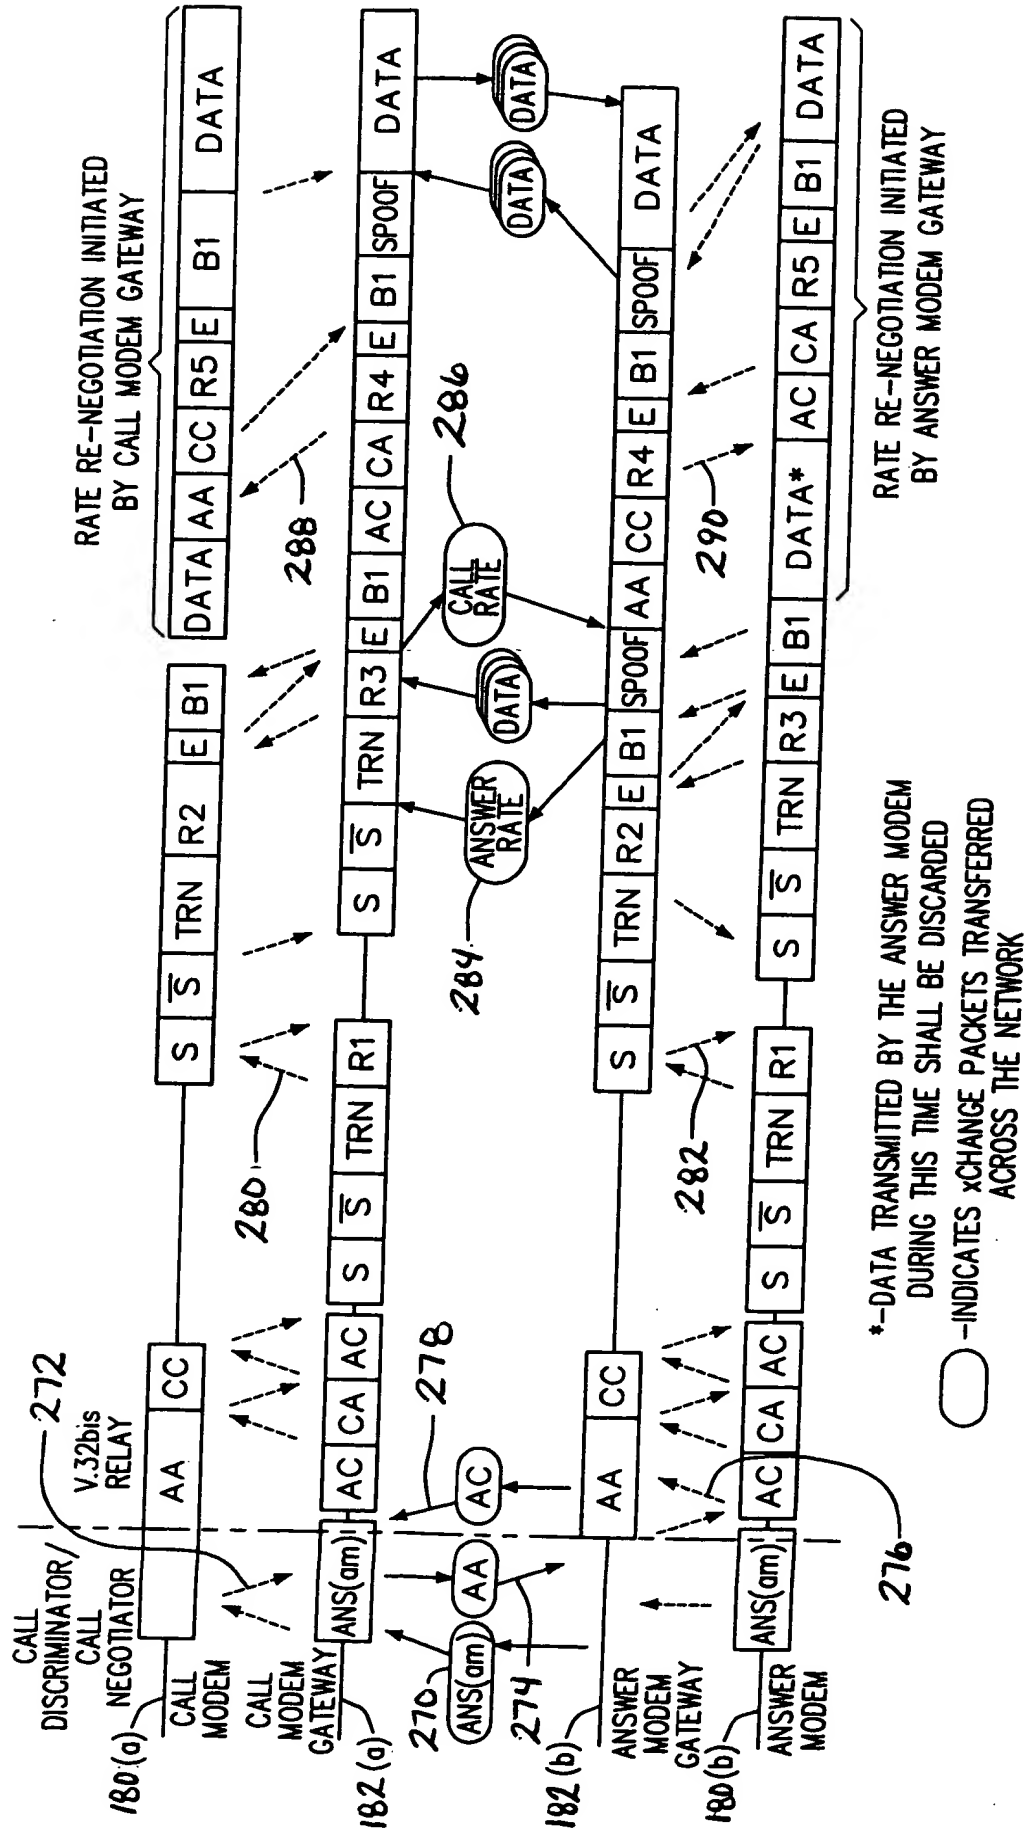 CALL
DISCRIMINATOR/
CALL
NEGOTIATOR
272
V.32bis
RELAY
RATE RE-NEGOTIATION INITIATED
BY CALL MODEM GATEWAY
180(a)
CALL
MODEM
AA CC S S̅ TRN R2 E B1 DATA AA CC R5 E B1 DATA
280
288
CALL
MODEM
GATEWAY
182(a)
ANS(am) AC CA AC S S̅ TRN R1 S S̅ TRN R3 E B1 AC CA R4 E B1 SPOOF DATA
270
ANS(am)
AA
274
AC
278
284
ANSWER
RATE
DATA
CALL
RATE
286
DATA
DATA
182(b)
ANSWER
MODEM
GATEWAY
AA CC S S̅ TRN R2 E B1 SPOOF AA CC R4 E B1 SPOOF DATA
282
290
180(b)
ANSWER
MODEM
ANS(am) AC CA AC S S̅ TRN R1 S S̅ TRN R3 E B1 DATA* AC CA R5 E B1 DATA
276
RATE RE-NEGOTIATION INITIATED
BY ANSWER MODEM GATEWAY
*-DATA TRANSMITTED BY THE ANSWER MODEM
DURING THIS TIME SHALL BE DISCARDED
-INDICATES xCHANGE PACKETS TRANSFERRED
ACROSS THE NETWORK